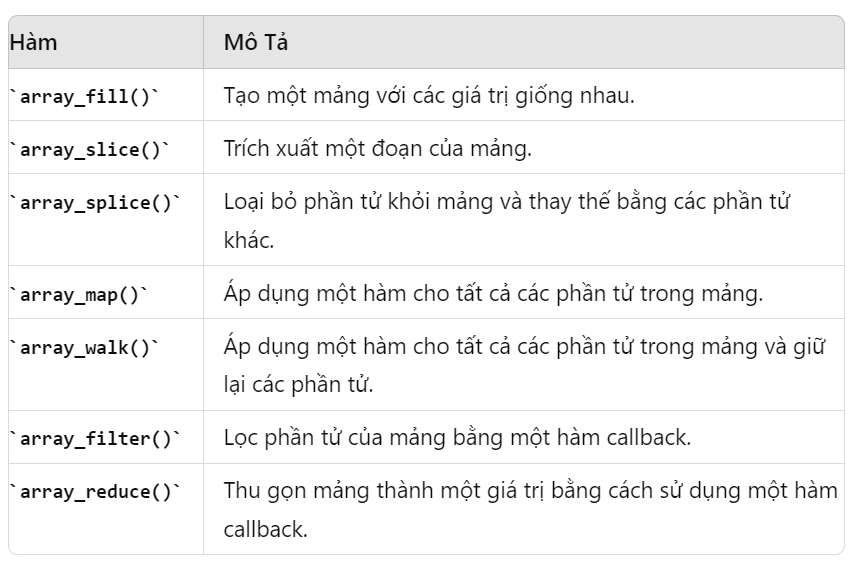 Hàm Mô Tả
`array_fill()` Tạo một mảng với các giá trị giống nhau.
`array_slice()` Trích xuất một đoạn của mảng.
`array_splice()` Loại bỏ phần tử khỏi mảng và thay thế bằng các phần tử
khác.
`array_map()` Áp dụng một hàm cho tất cả các phần tử trong mảng.
`array_walk()` Áp dụng một hàm cho tất cả các phần tử trong mảng và giữ
lại các phần tử.
`array_filter()` Lọc phần tử của mảng bằng một hàm callback.
`array_reduce()` Thu gọn mảng thành một giá trị bằng cách sử dụng một hàm
callback.